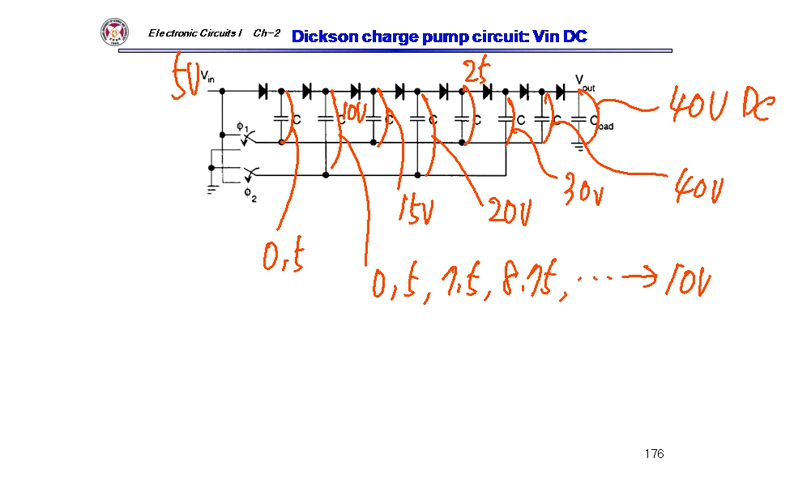 Electronic Circuits I Ch-2 Dickson charge pump circuit: Vin DC
5V Vin 25 Vout
40V DC
10V
C C C C C C C Cload
ϕ1
ϕ2
15V 20V 30V 40V
0,5
0,5,7.5,8.75, ⋯ → 10V
176